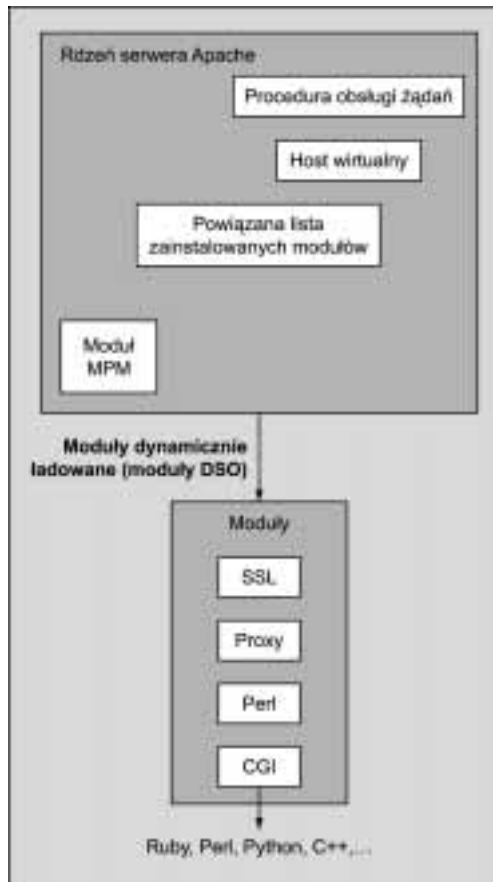 Rdzeń serwera Apache
Procedura obsługi żądań
Host wirtualny
Powiązana lista
zainstalowanych modułów
Moduł
MPM
Moduły dynamicznie
ładowane (moduły DSO)
Moduły
SSL
Proxy
Perl
CGI
Ruby, Perl, Python, C++,...